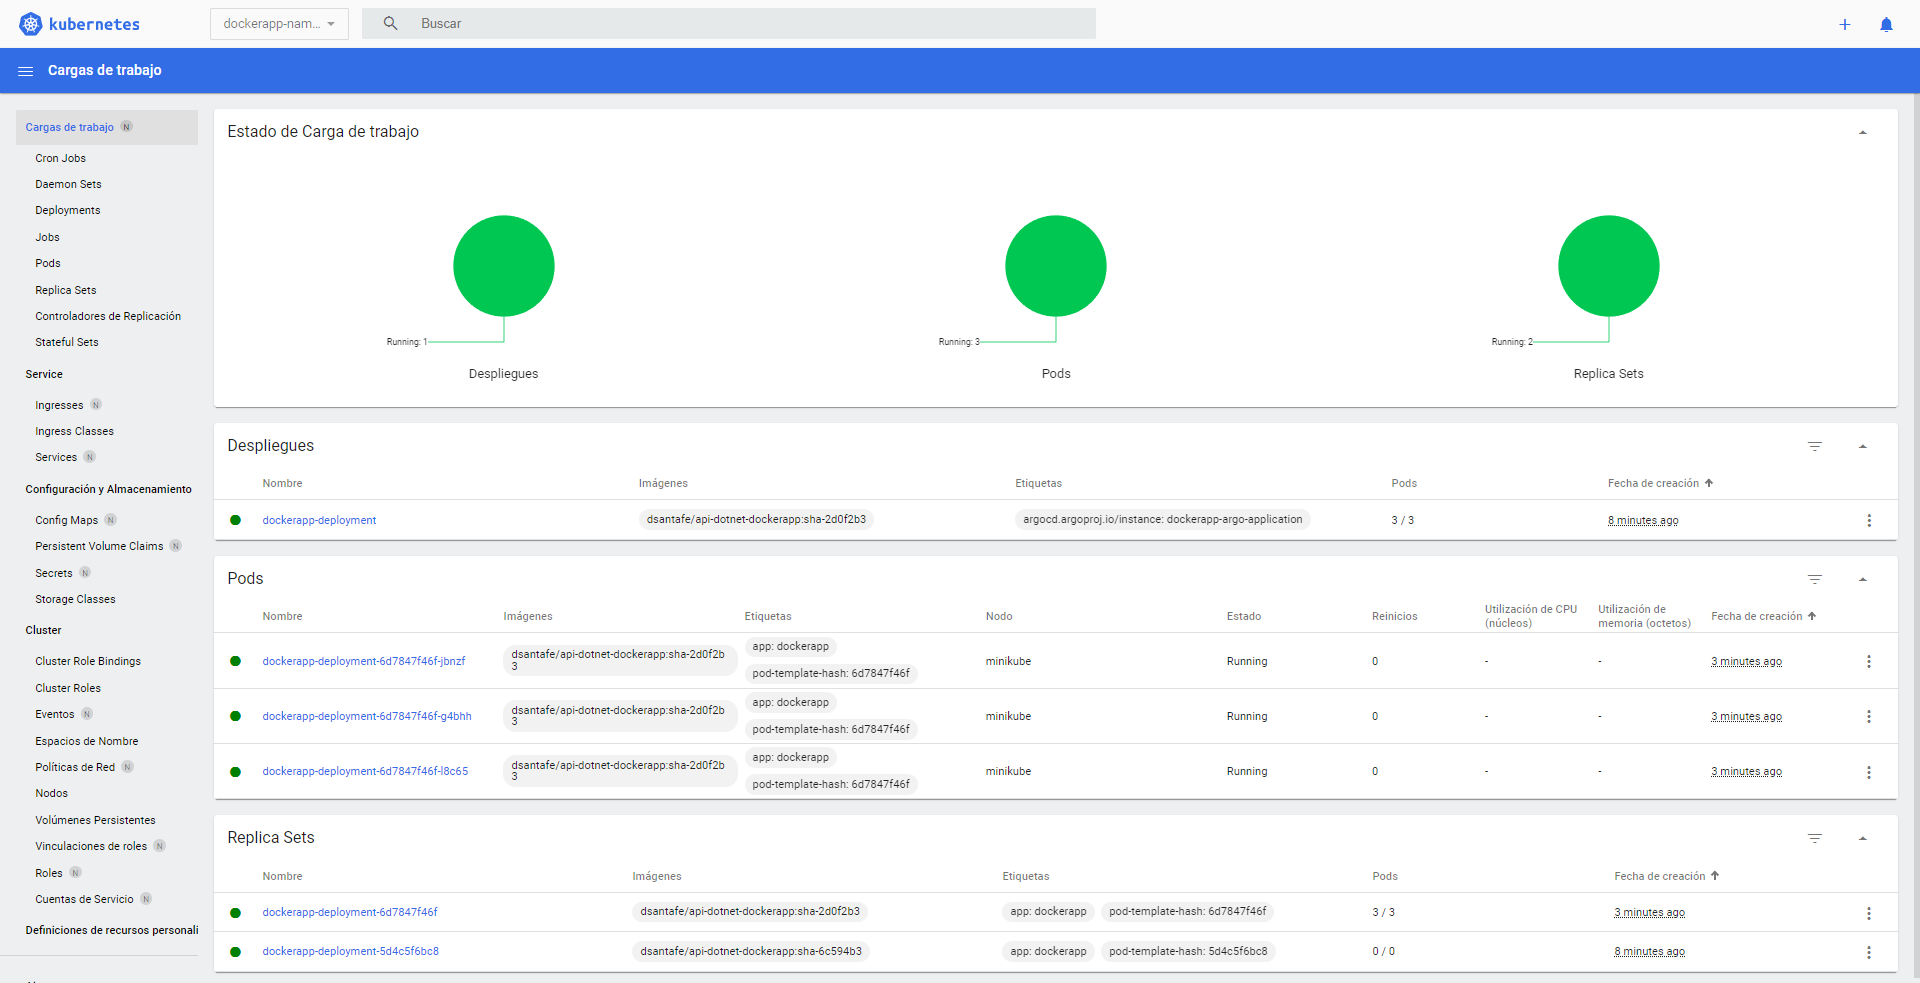 kubernetes
dockerapp-nam...
Buscar
Cargas de trabajo
Cargas de trabajo N
Cron Jobs
Daemon Sets
Deployments
Jobs
Pods
Replica Sets
Controladores de Replicación
Stateful Sets
Service
Ingresses N
Ingress Classes
Services N
Configuración y Almacenamiento
Config Maps N
Persistent Volume Claims N
Secrets N
Storage Classes
Cluster
Cluster Role Bindings
Cluster Roles
Eventos N
Espacios de Nombre
Políticas de Red N
Nodos
Volúmenes Persistentes
Vinculaciones de roles N
Roles N
Cuentas de Servicio N
Definiciones de recursos personali
Estado de Carga de trabajo
Running: 1
Despliegues
Running: 3
Pods
Running: 2
Replica Sets
Despliegues
Nombre Imágenes Etiquetas Pods Fecha de creación
dockerapp-deployment dsantafe/api-dotnet-dockerapp:sha-2d0f2b3 argocd.argoproj.io/instance: dockerapp-argo-application 3 / 3 8 minutes ago
Pods
Nombre Imágenes Etiquetas Nodo Estado Reinicios Utilización de CPU (núcleos) Utilización de memoria (octetos) Fecha de creación
dockerapp-deployment-6d7847f46f-jbnzf dsantafe/api-dotnet-dockerapp:sha-2d0f2b3 app: dockerapp pod-template-hash: 6d7847f46f minikube Running 0 - - 3 minutes ago
dockerapp-deployment-6d7847f46f-g4bhh dsantafe/api-dotnet-dockerapp:sha-2d0f2b3 app: dockerapp pod-template-hash: 6d7847f46f minikube Running 0 - - 3 minutes ago
dockerapp-deployment-6d7847f46f-l8c65 dsantafe/api-dotnet-dockerapp:sha-2d0f2b3 app: dockerapp pod-template-hash: 6d7847f46f minikube Running 0 - - 3 minutes ago
Replica Sets
Nombre Imágenes Etiquetas Pods Fecha de creación
dockerapp-deployment-6d7847f46f dsantafe/api-dotnet-dockerapp:sha-2d0f2b3 app: dockerapp pod-template-hash: 6d7847f46f 3 / 3 3 minutes ago
dockerapp-deployment-5d4c5f6bc8 dsantafe/api-dotnet-dockerapp:sha-6c594b3 app: dockerapp pod-template-hash: 5d4c5f6bc8 0 / 0 8 minutes ago